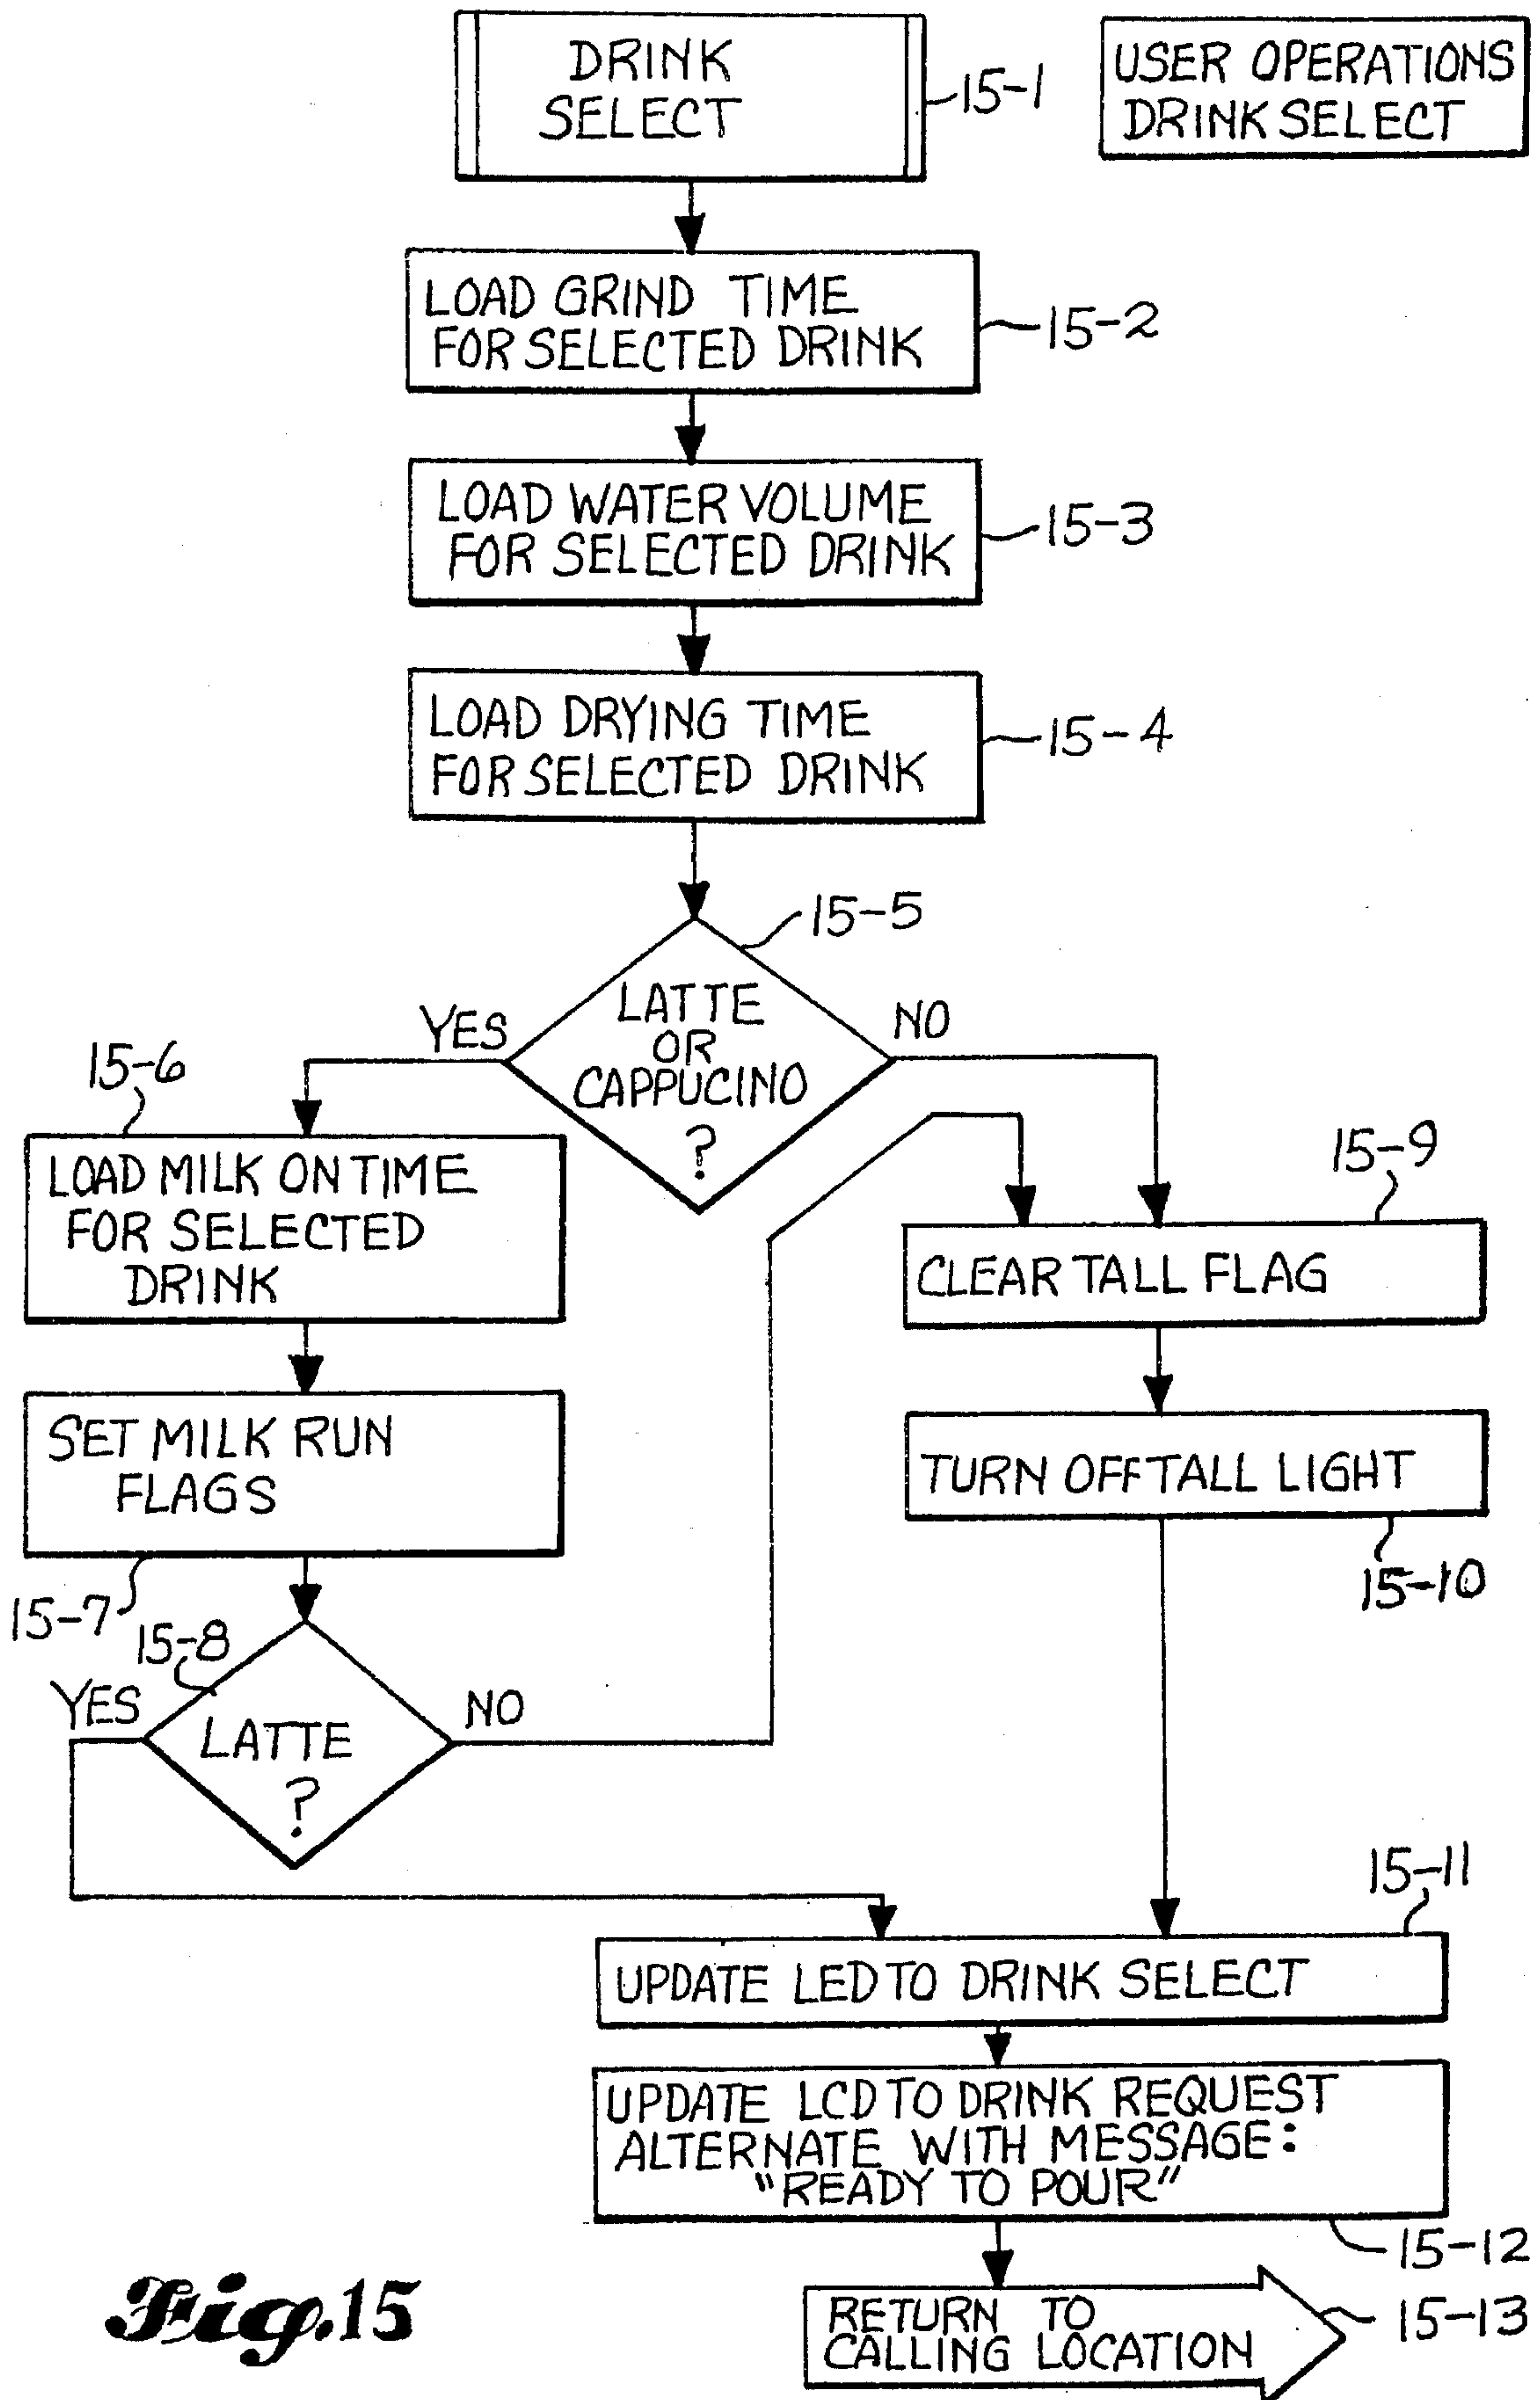 DRINK
SELECT
15-1
USER OPERATIONS
DRINK SELECT
LOAD GRIND TIME
FOR SELECTED DRINK
15-2
LOAD WATER VOLUME
FOR SELECTED DRINK
15-3
LOAD DRYING TIME
FOR SELECTED DRINK
15-4
15-5
LATTE
OR
CAPPUCINO
?
YES
NO
15-6
LOAD MILK ON TIME
FOR SELECTED
DRINK
15-9
CLEAR TALL FLAG
SET MILK RUN
FLAGS
15-7
TURN OFF TALL LIGHT
15-10
15-8
YES
LATTE
?
NO
15-11
UPDATE LED TO DRINK SELECT
UPDATE LCD TO DRINK REQUEST
ALTERNATE WITH MESSAGE:
"READY TO POUR"
15-12
RETURN TO
CALLING LOCATION
15-13
Fig.15